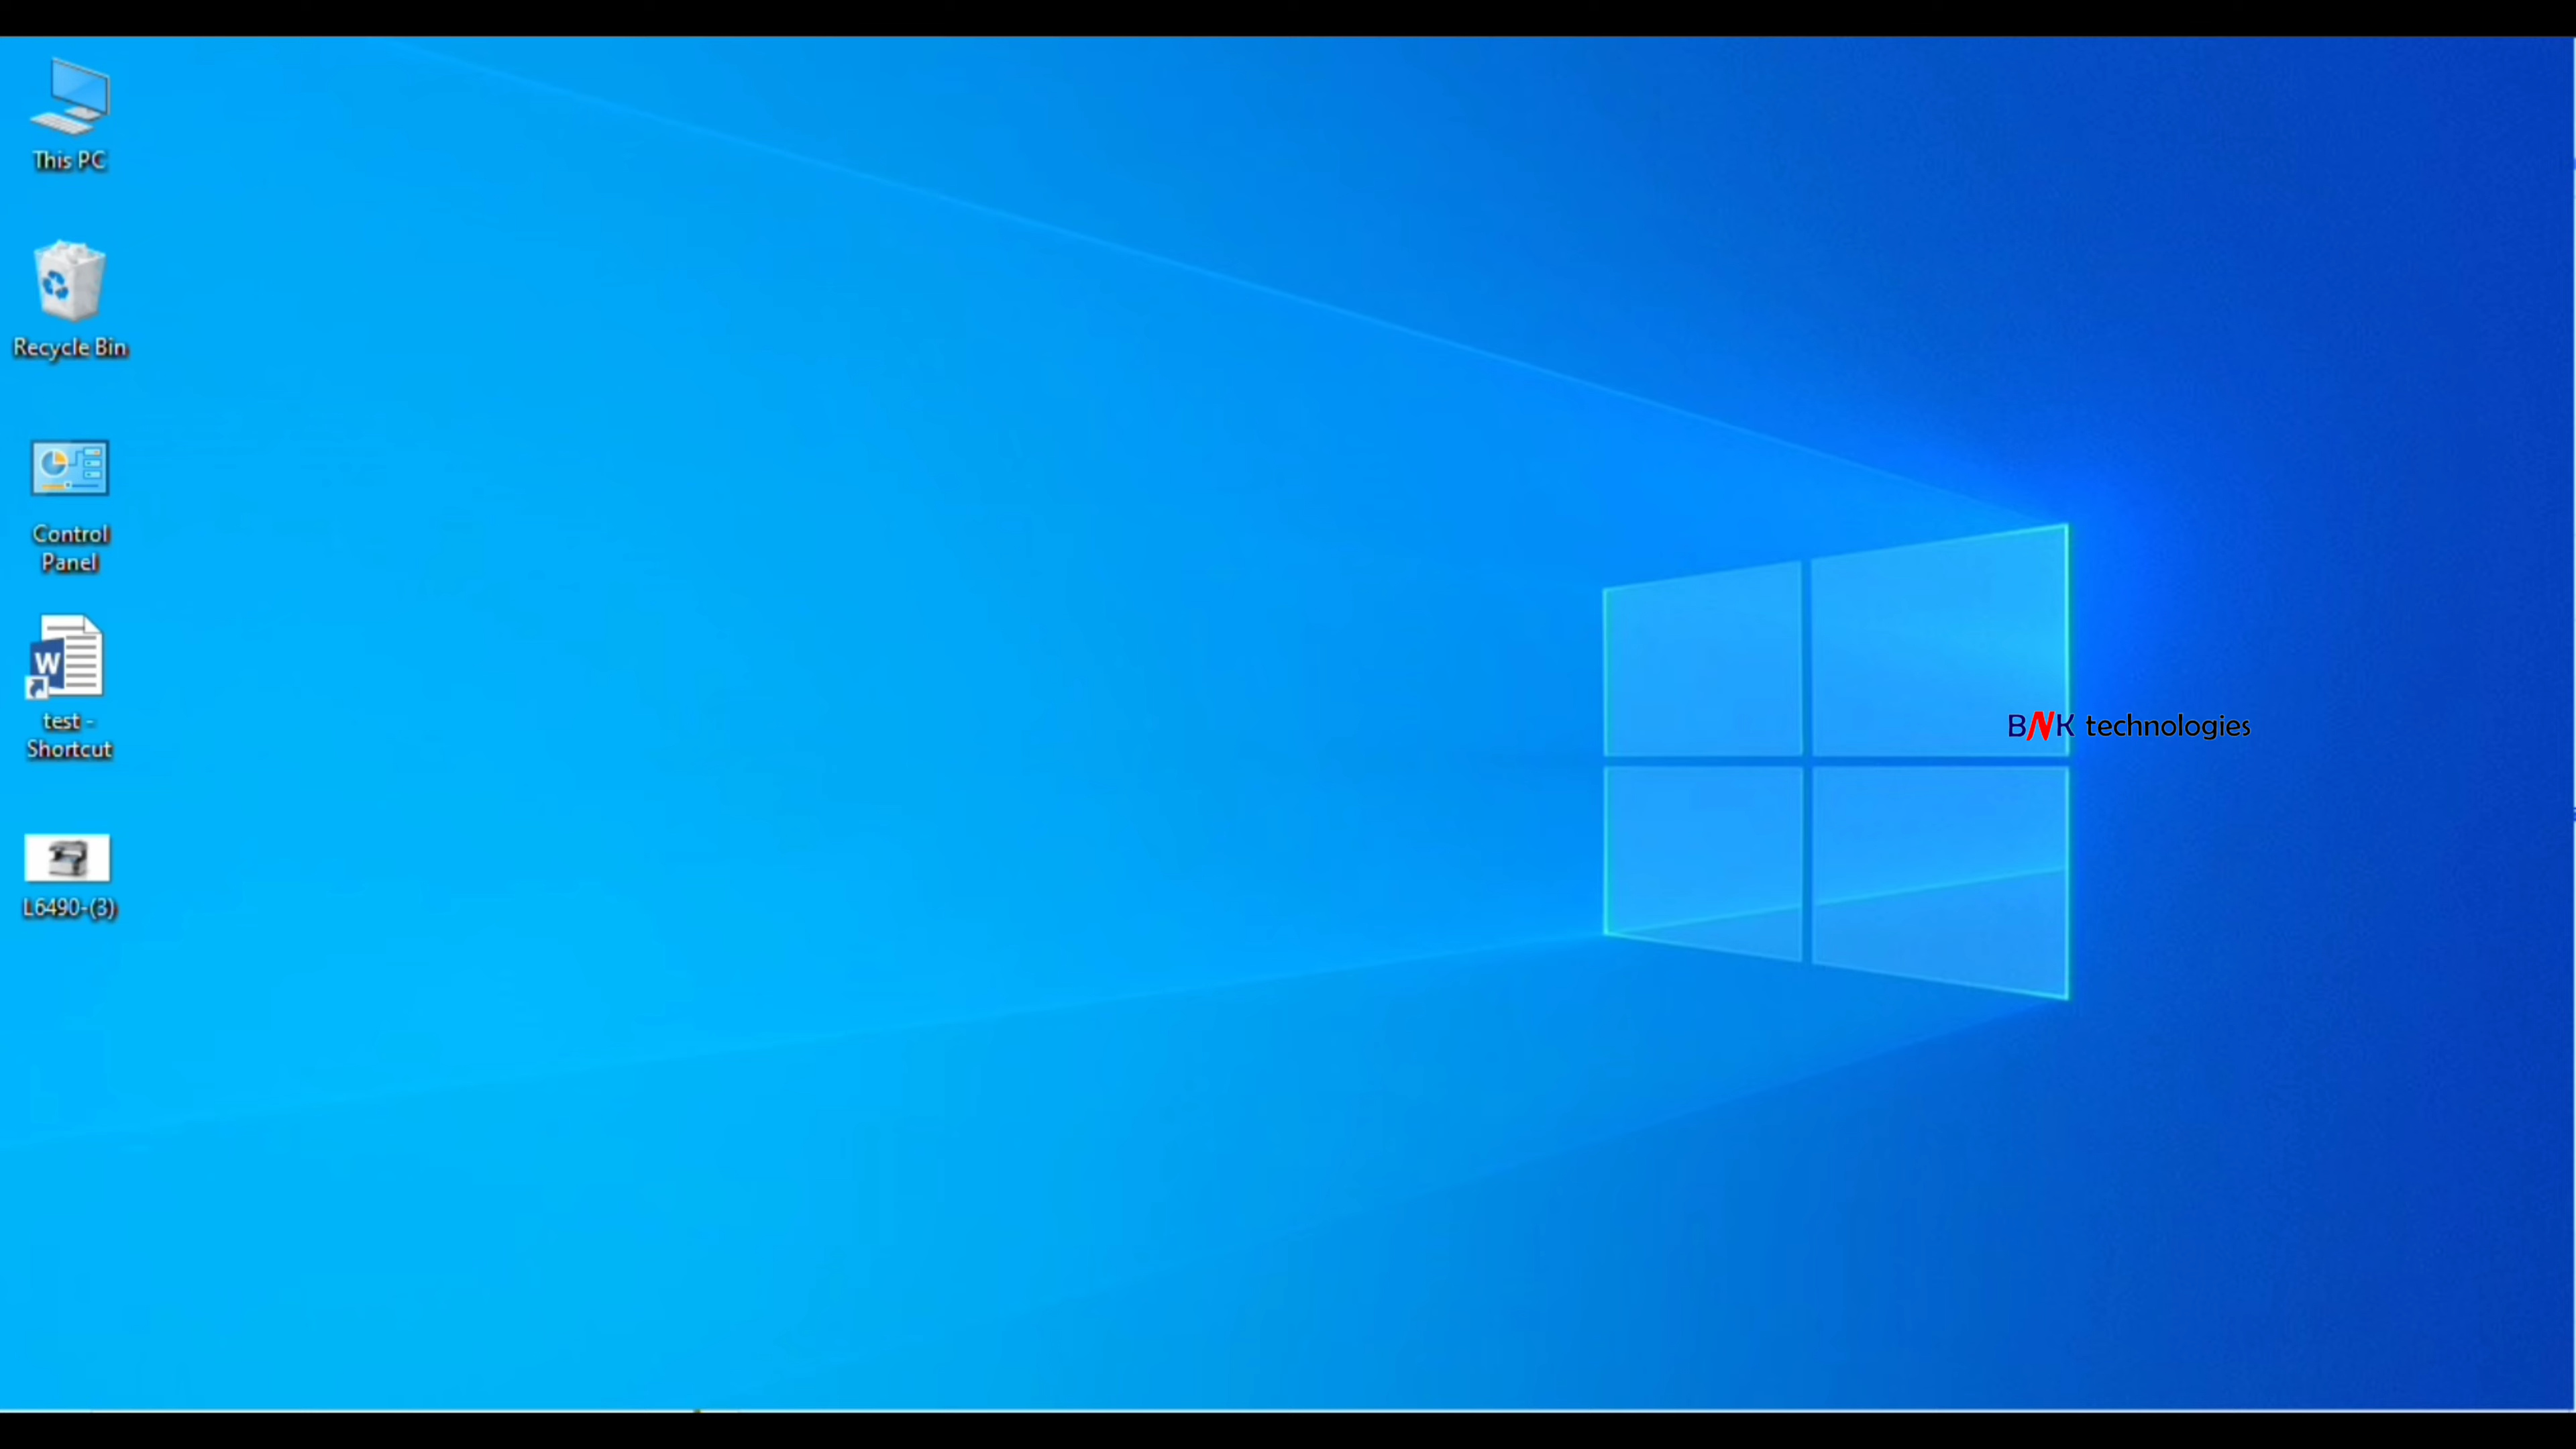 This PC
Recycle Bin
Control
Panel
W
test -
Shortcut
L6490-(3)
BNK technologies